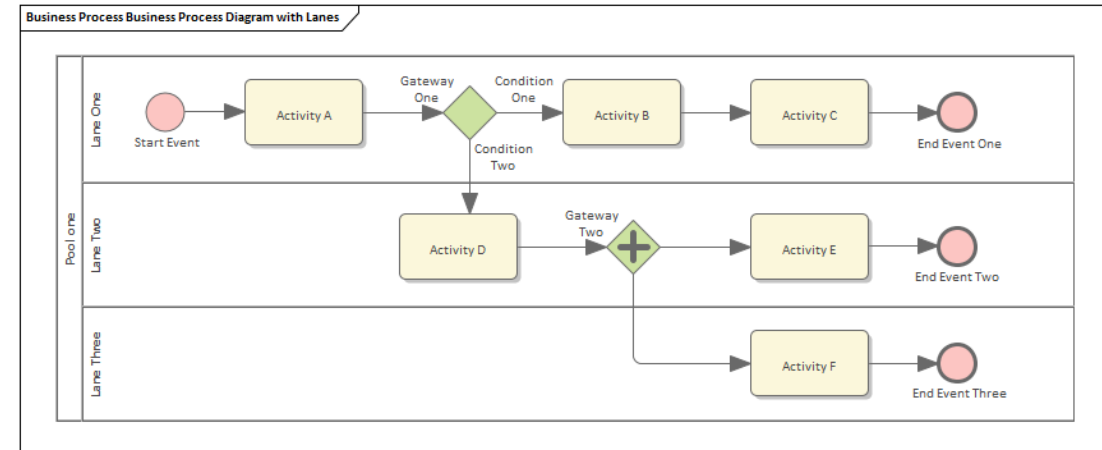 Business Process Business Process Diagram with Lanes
Pool one
Lane One
Start Event
Activity A
Gateway
One
Condition
One
Condition
Two
Activity B
Activity C
End Event One
Lane Two
Activity D
Gateway
Two
Activity E
End Event Two
Lane Three
Activity F
End Event Three